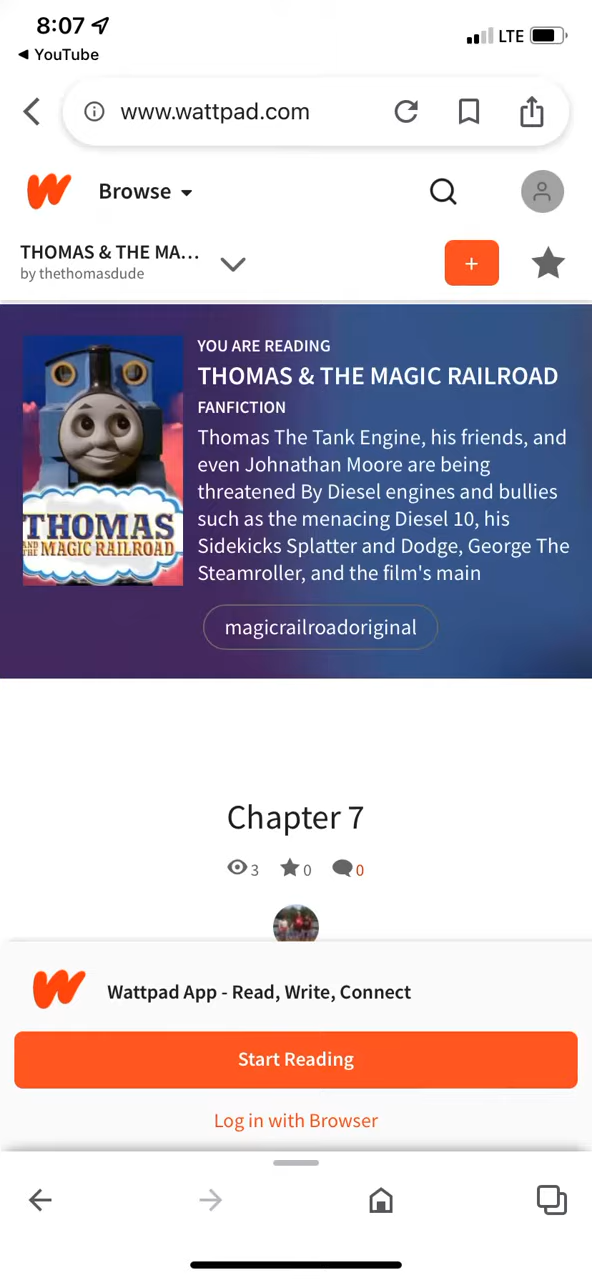 8:07
LTE
◀ YouTube
www.wattpad.com
Browse
THOMAS & THE MA...
by thethomasdude
+
YOU ARE READING
THOMAS & THE MAGIC RAILROAD
FANFICTION
Thomas The Tank Engine, his friends, and
even Johnathan Moore are being
threatened By Diesel engines and bullies
such as the menacing Diesel 10, his
Sidekicks Splatter and Dodge, George The
Steamroller, and the film's main
THOMAS
AND THE MAGIC RAILROAD
magicrailroadoriginal
Chapter 7
3 0 0
Wattpad App - Read, Write, Connect
Start Reading
Log in with Browser